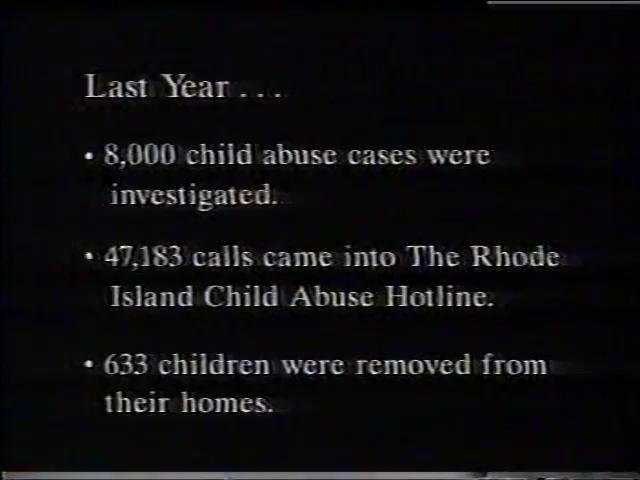 Last Year . . .
• 8,000 child abuse cases were
investigated.
• 47,183 calls came into The Rhode
Island Child Abuse Hotline.
• 633 children were removed from
their homes.